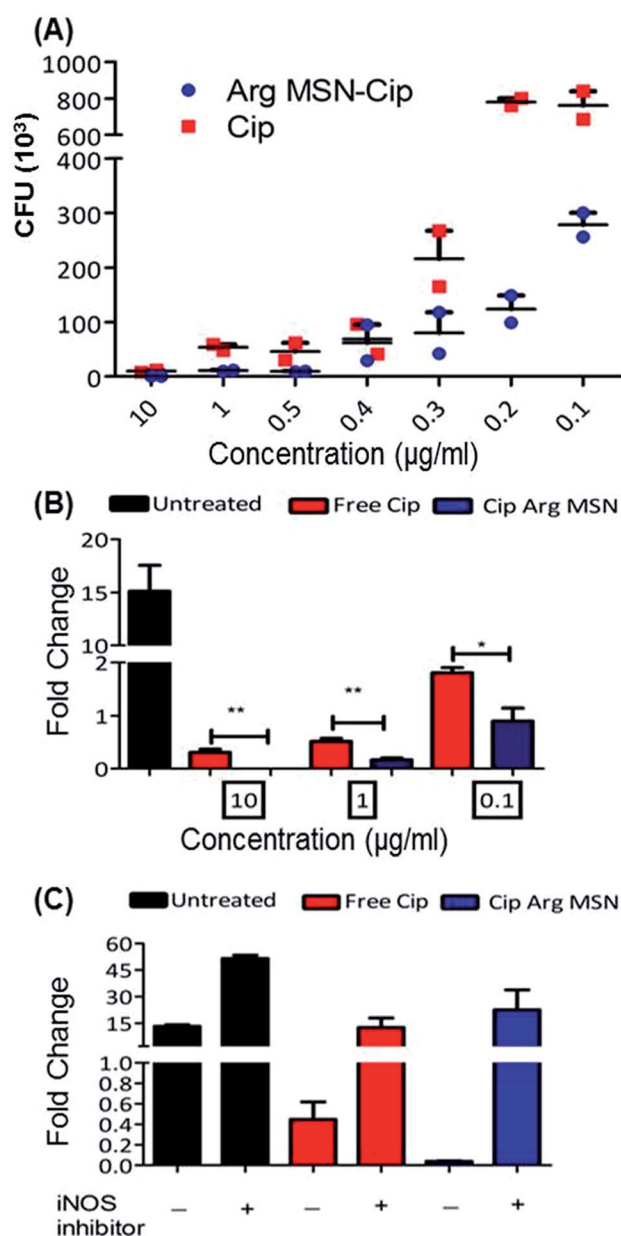 (A)
1000
800
600
400
300
200
100
0
CFU (10³)
Arg MSN-Cip
Cip
10 1 0.5 0.4 0.3 0.2 0.1
Concentration (µg/ml)
(B)
Untreated Free Cip Cip Arg MSN
20
15
10
2
1
0
Fold Change
** ** *
10 1 0.1
Concentration (µg/ml)
(C)
Untreated Free Cip Cip Arg MSN
60
45
30
15
1.0
0.8
0.6
0.4
0.2
0.0
Fold Change
iNOS
inhibitor
– + – + – +